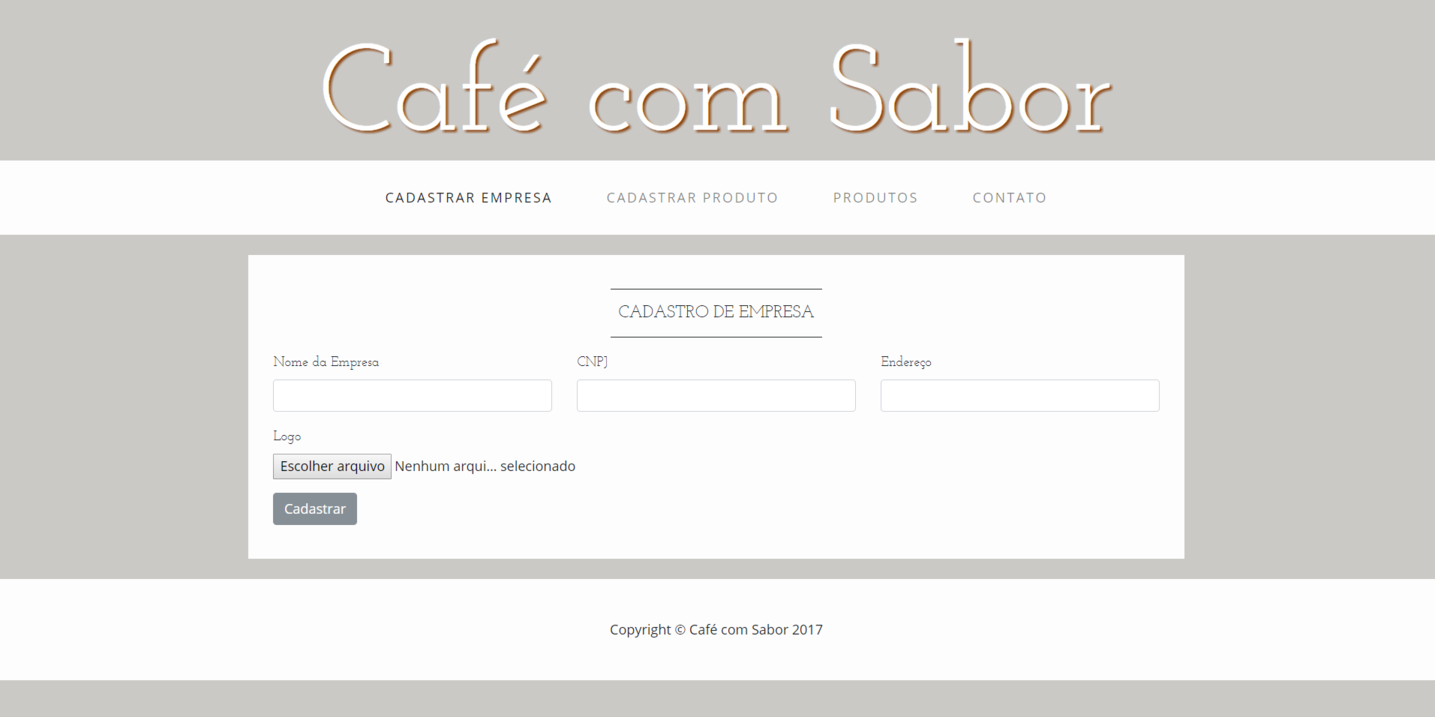 Café com Sabor
CADASTRAR EMPRESA CADASTRAR PRODUTO PRODUTOS CONTATO
CADASTRO DE EMPRESA
Nome da Empresa CNPJ Endereço
Logo
Escolher arquivo Nenhum arqui... selecionado
Cadastrar
Copyright © Café com Sabor 2017